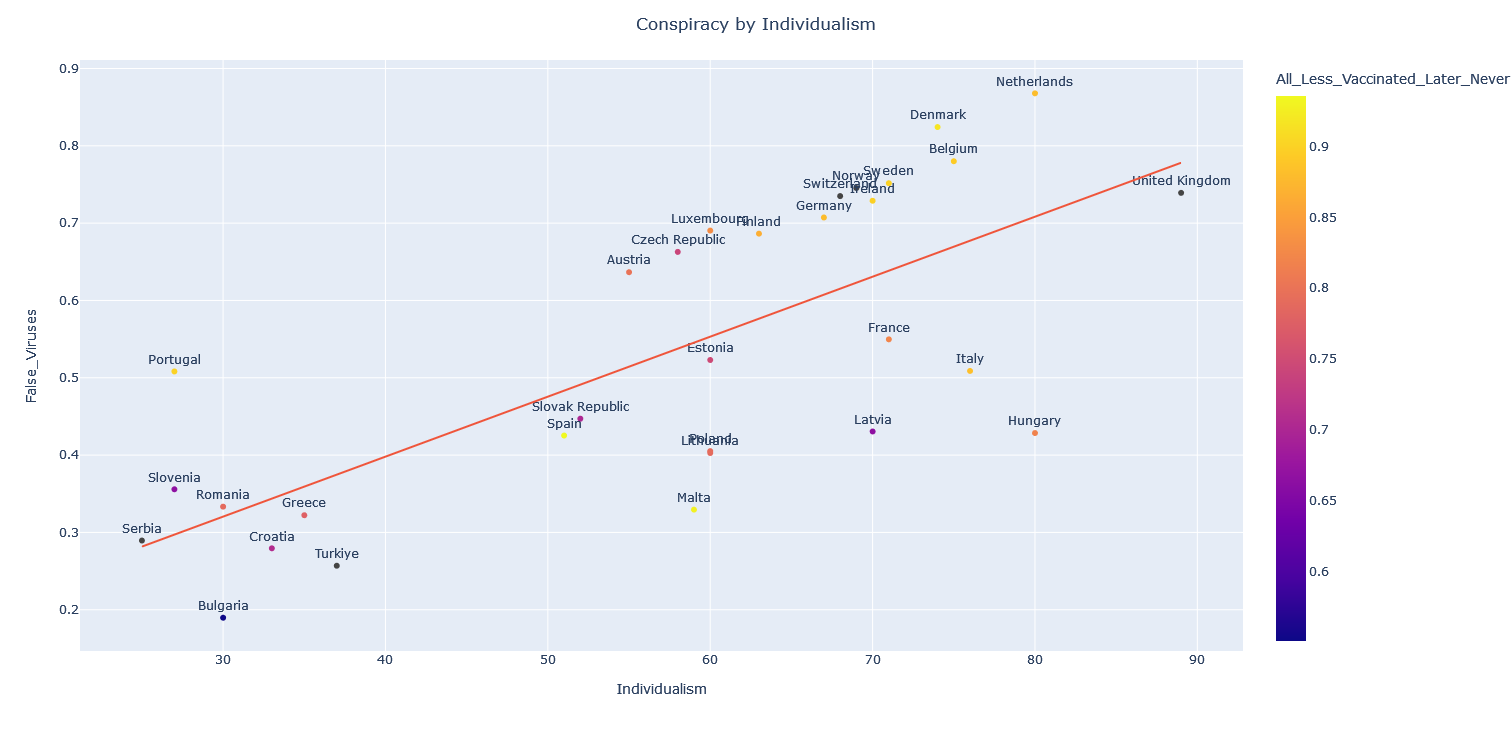 Conspiracy by Individualism
All_Less_Vaccinated_Later_Never
0.9
0.8
0.7
0.6
0.5
0.4
0.3
0.2
False_Viruses
Netherlands
Denmark
Belgium
Sweden
Norway
Switzerland
Ireland
United Kingdom
Germany
Luxembourg
Finland
Czech Republic
Austria
France
Estonia
Portugal
Italy
Slovak Republic
Spain
Latvia
Hungary
Poland
Lithuania
Slovenia
Romania
Malta
Greece
Serbia
Croatia
Turkiye
Bulgaria
30
40
50
60
70
80
90
Individualism
0.9
0.85
0.8
0.75
0.7
0.65
0.6